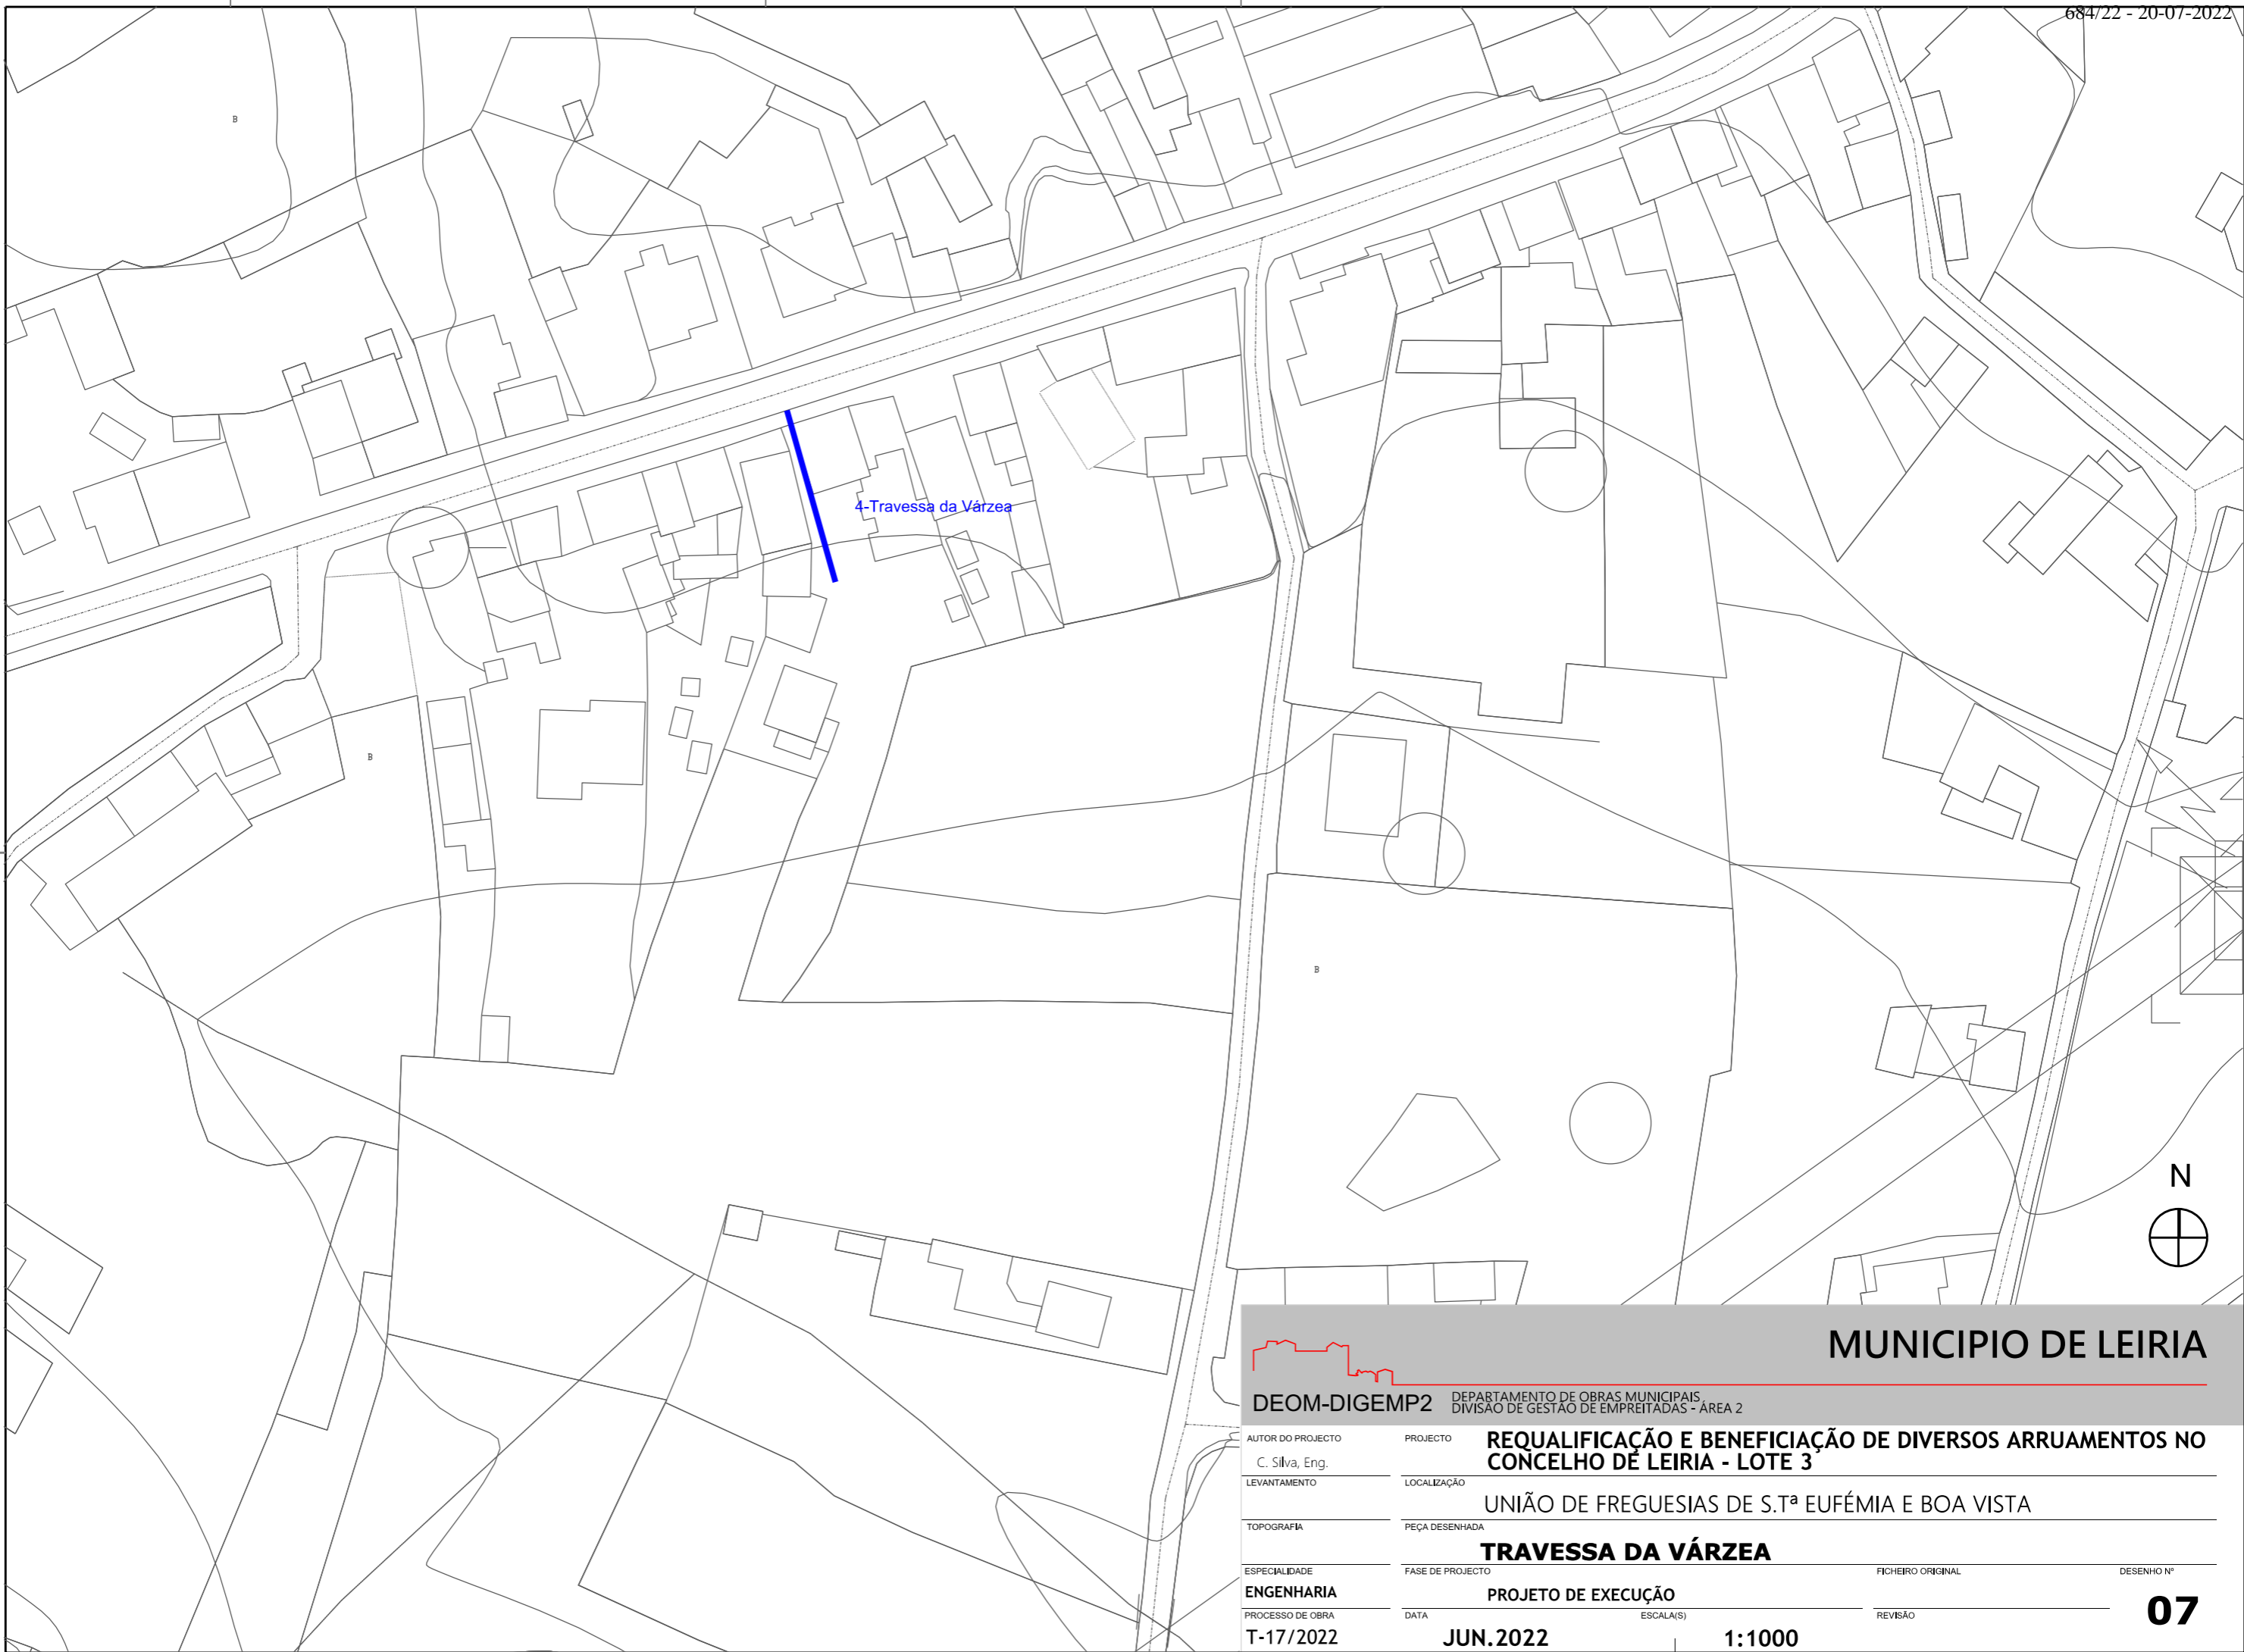 684/22 - 20-07-2022
B
4-Travessa da Várzea
B
B
N
MUNICIPIO DE LEIRIA
DEOM-DIGEMP2
DEPARTAMENTO DE OBRAS MUNICIPAIS
DIVISÃO DE GESTÃO DE EMPREITADAS - ÁREA 2
AUTOR DO PROJECTO
C. Silva, Eng.
PROJECTO
REQUALIFICAÇÃO E BENEFICIAÇÃO DE DIVERSOS ARRUAMENTOS NO
CONCELHO DE LEIRIA - LOTE 3
LEVANTAMENTO
LOCALIZAÇÃO
UNIÃO DE FREGUESIAS DE S.Tª EUFÉMIA E BOA VISTA
TOPOGRAFIA
PEÇA DESENHADA
TRAVESSA DA VÁRZEA
ESPECIALIDADE
ENGENHARIA
FASE DE PROJECTO
PROJETO DE EXECUÇÃO
FICHEIRO ORIGINAL
DESENHO Nº
07
PROCESSO DE OBRA
T-17/2022
DATA
JUN.2022
ESCALA(S)
1:1000
REVISÃO